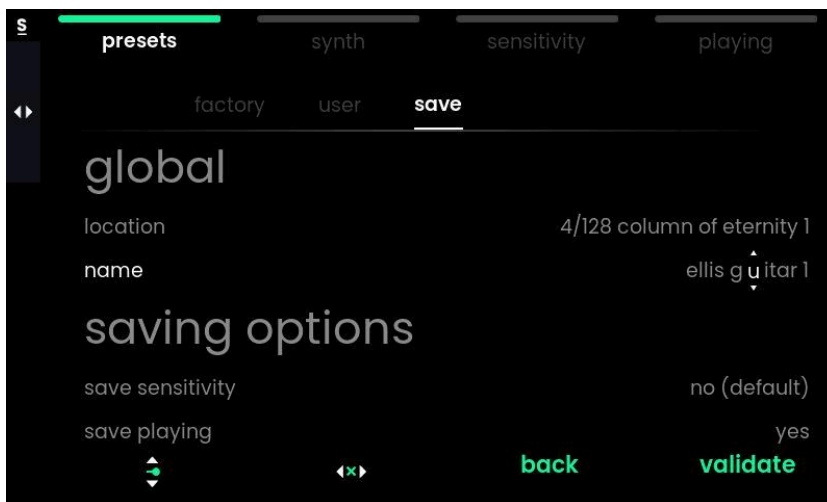 S
presets synth sensitivity playing
factory user save
global
location 4/128 column of eternity 1
name ellis guitar 1
saving options
save sensitivity no (default)
save playing yes
back validate